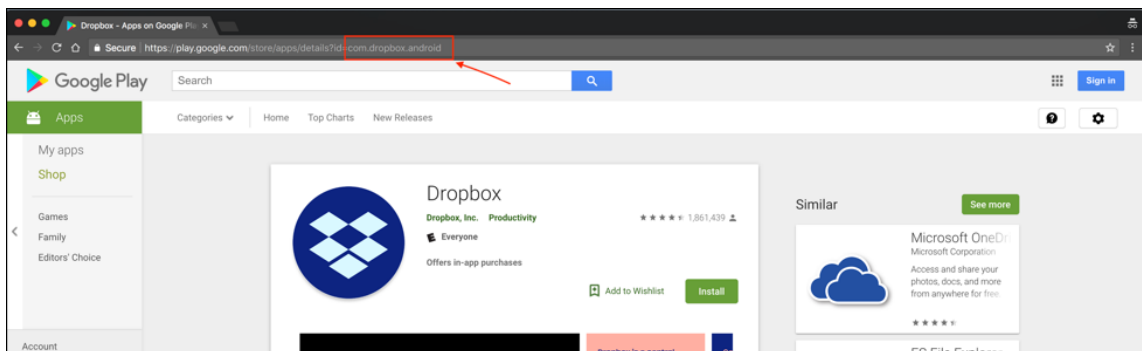 Dropbox - Apps on Google Pla
Secure https://play.google.com/store/apps/details?id=com.dropbox.android
Google Play
Search
Sign in
Apps
Categories
Home
Top Charts
New Releases
My apps
Shop
Games
Family
Editors' Choice
Account
Dropbox
Dropbox, Inc. Productivity
1,861,439
Everyone
Offers in-app purchases
Add to Wishlist
Install
Similar
See more
Microsoft OneDri
Microsoft Corporation
Access and share your
photos, docs, and more
from anywhere for free